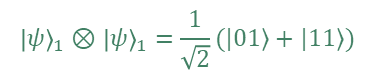 |ψ⟩₁ ⊗ |ψ⟩₁ = 1/√2 (|01⟩ + |11⟩)